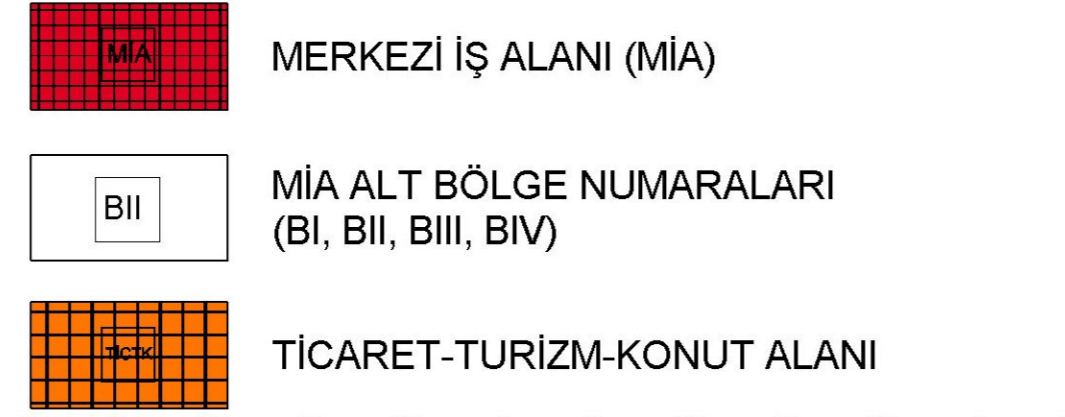 MİA
MERKEZİ İŞ ALANI (MİA)
BII
MİA ALT BÖLGE NUMARALARI
(BI, BII, BIII, BIV)
TİCTK
TİCARET-TURİZM-KONUT ALANI